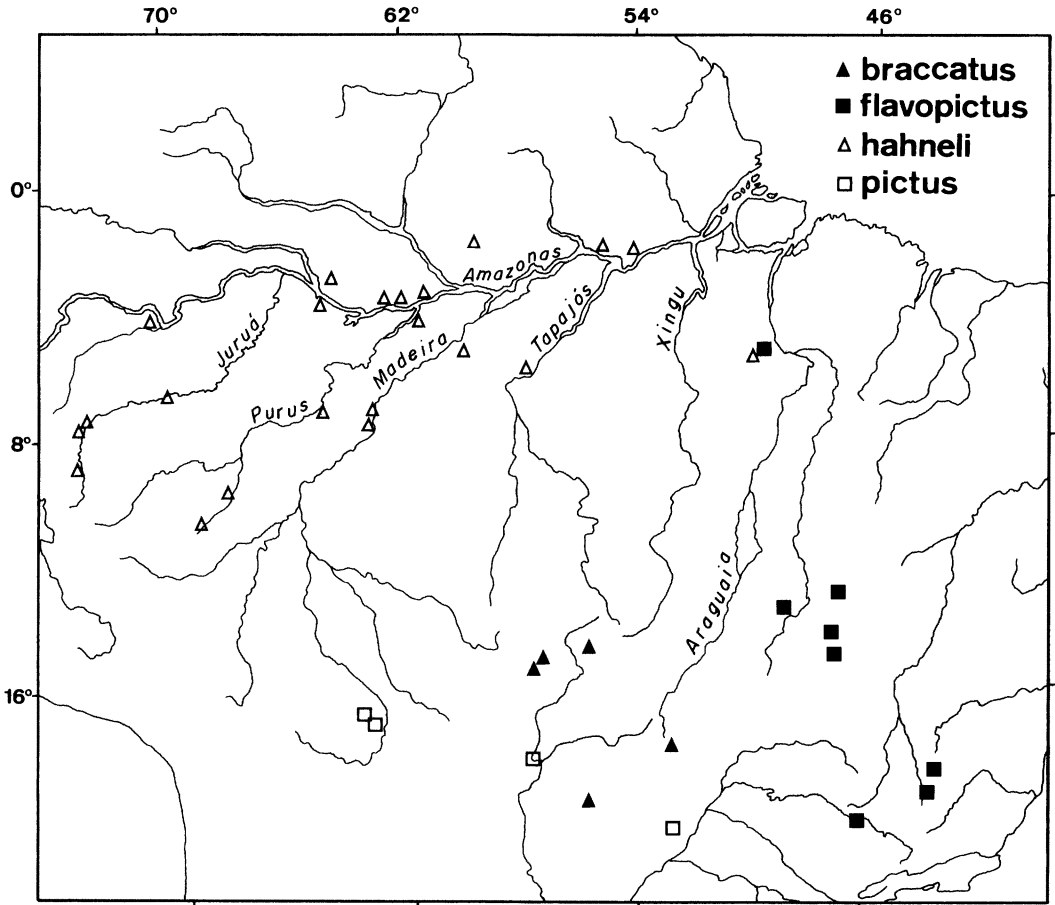 70° 62° 54° 46°
▲ braccatus
■ flavopictus
△ hahneli
□ pictus
0°
Amazonas
Tapajós
Xingu
Juruá
Madeira
Purus
8°
Araguaia
16°